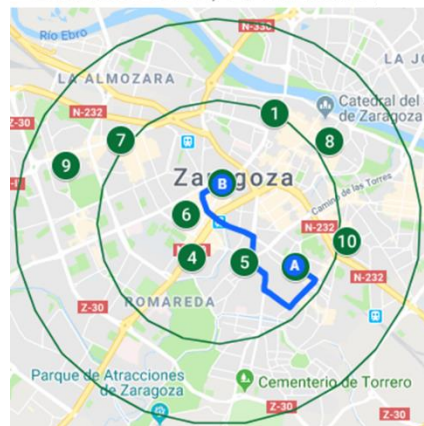 Río Ebro
N-330
LA ALMOZARA
LA JO
N-232
Catedral del
de Zaragoza
Z-30
1
7
8
9
Zaragoza
B
Camino de las Torres
6
N-232
10
4
5
A
N-232
Z-30
ROMAREDA
Z-30
Parque de Atracciones
de Zaragoza
Cementerio de Torrero
Z-30